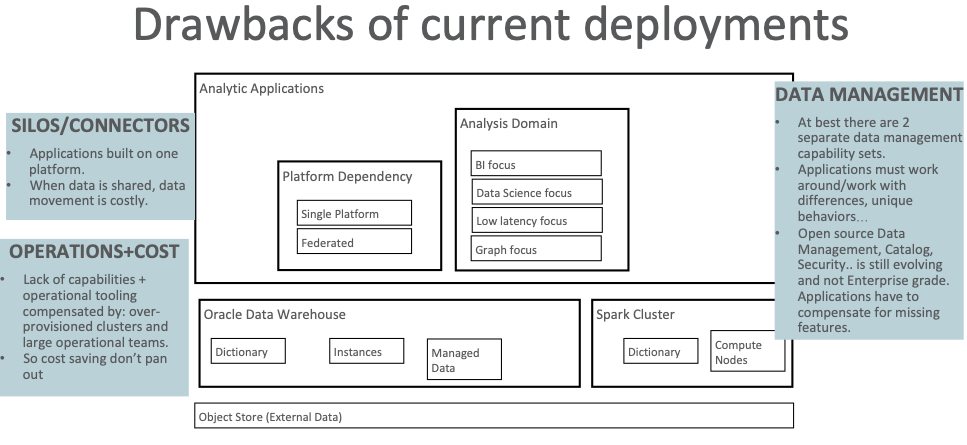 Drawbacks of current deployments
SILOS/CONNECTORS
• Applications built on one
platform.
• When data is shared, data
movement is costly.
OPERATIONS+COST
• Lack of capabilities +
operational tooling
compensated by: over-
provisioned clusters and
large operational teams.
• So cost saving don't pan
out
Analytic Applications
Platform Dependency
Single Platform
Federated
Analysis Domain
BI focus
Data Science focus
Low latency focus
Graph focus
Oracle Data Warehouse
Dictionary
Instances
Managed
Data
Spark Cluster
Dictionary
Compute
Nodes
Object Store (External Data)
DATA MANAGEMENT
• At best there are 2
separate data management
capability sets.
• Applications must work
around/work with
differences, unique
behaviors…
• Open source Data
Management, Catalog,
Security.. is still evolving
and not Enterprise grade.
Applications have to
compensate for missing
features.